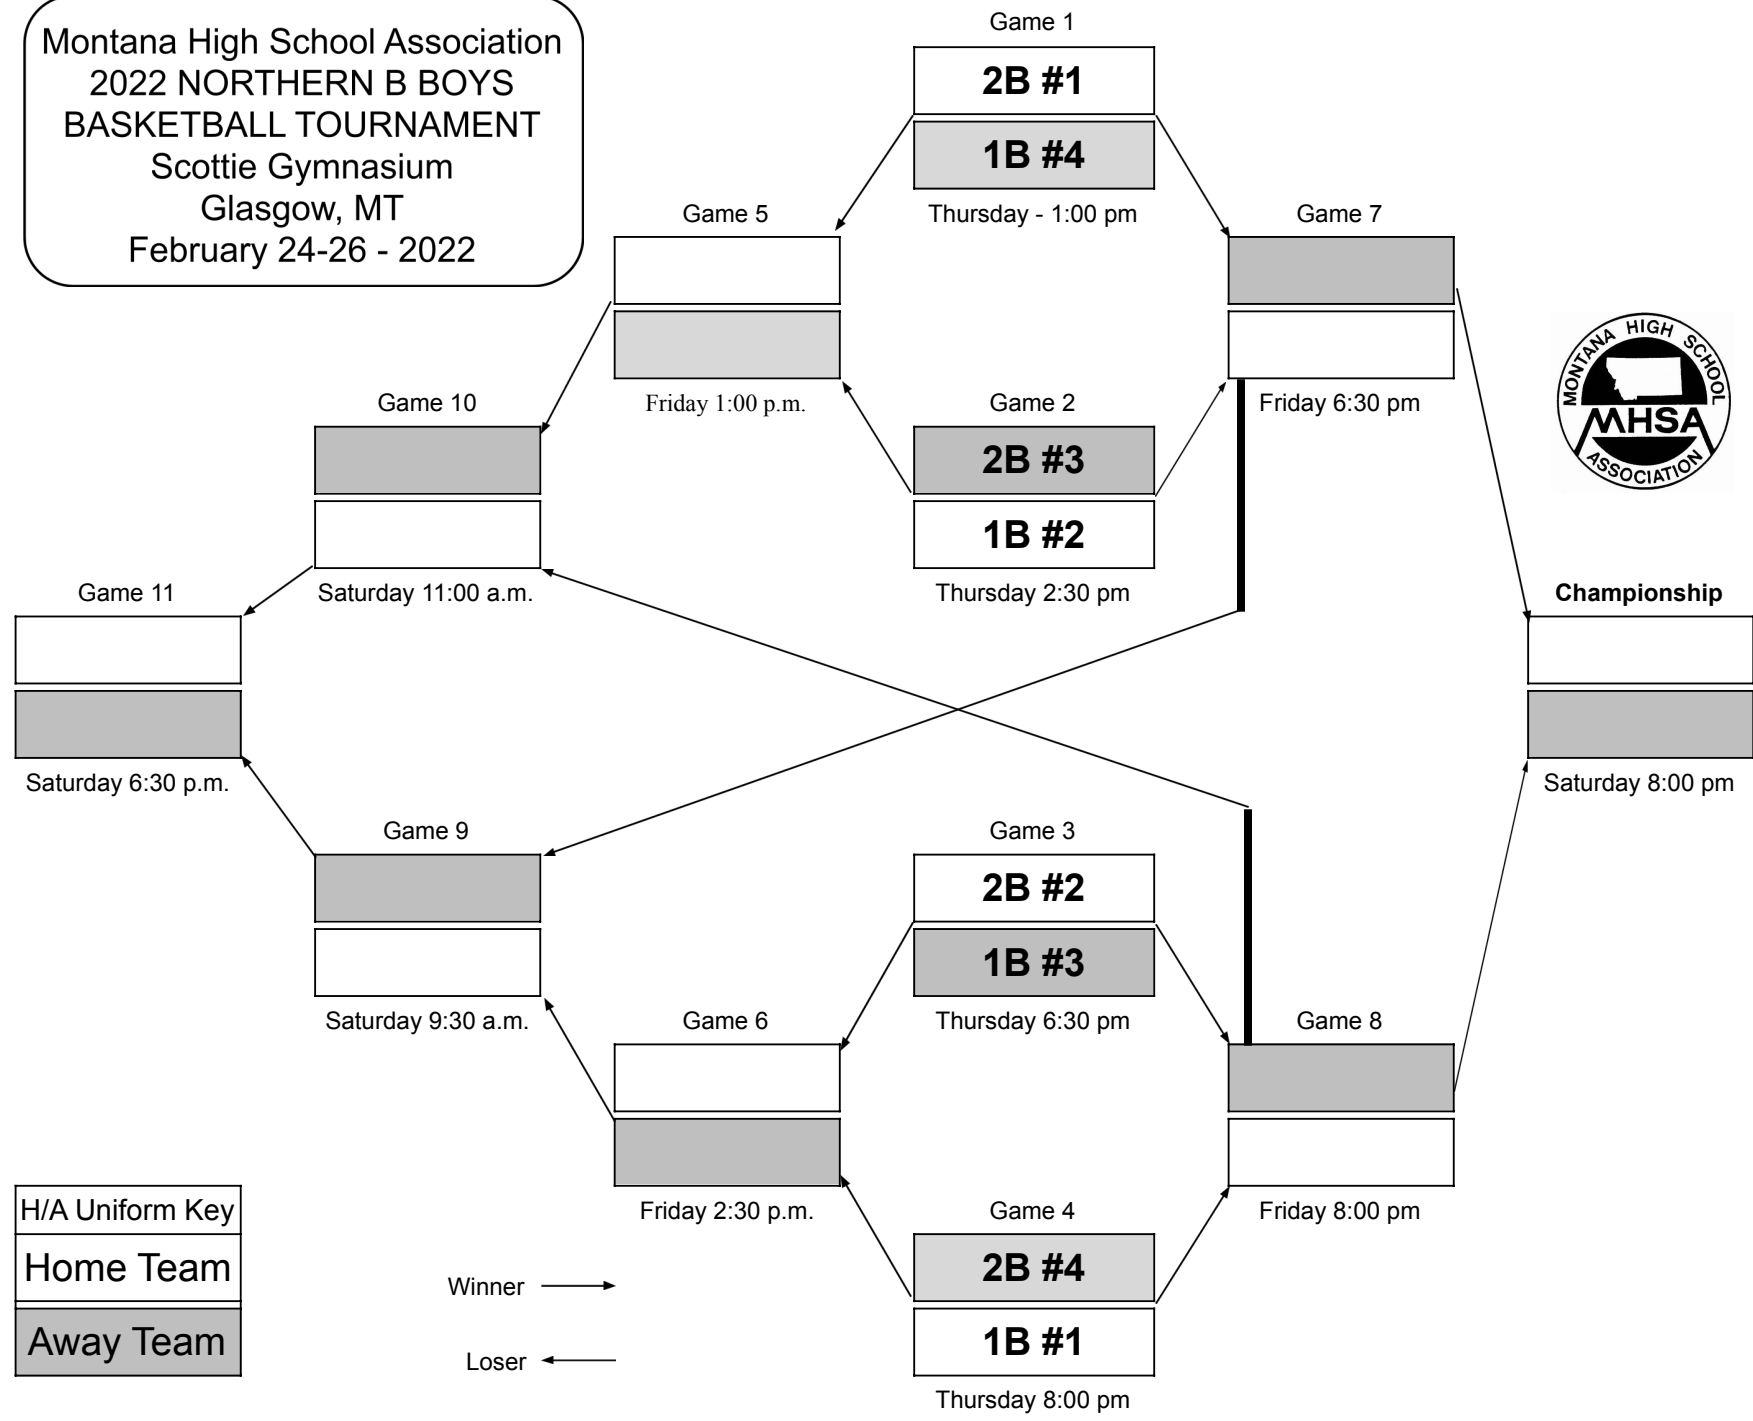 Montana High School Association
2022 NORTHERN B BOYS
BASKETBALL TOURNAMENT
Scottie Gymnasium
Glasgow, MT
February 24-26 - 2022
Game 1
2B #1
1B #4
Thursday - 1:00 pm
Game 5
Friday 1:00 p.m.
Game 7
Friday 6:30 pm
MONTANA HIGH SCHOOL
MHSA
ASSOCIATION
Game 10
Saturday 11:00 a.m.
Game 2
2B #3
1B #2
Thursday 2:30 pm
Game 11
Saturday 6:30 p.m.
Championship
Saturday 8:00 pm
Game 9
Saturday 9:30 a.m.
Game 3
2B #2
1B #3
Thursday 6:30 pm
Game 6
Friday 2:30 p.m.
Game 8
Friday 8:00 pm
Game 4
2B #4
1B #1
Thursday 8:00 pm
H/A Uniform Key
Home Team
Away Team
Winner
Loser